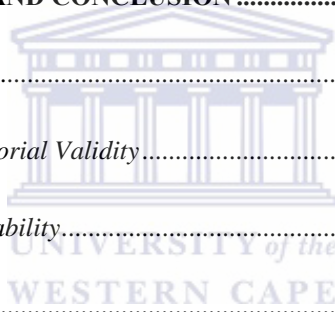 AND CONCLUSION ..............
....................................................
orial Validity .................................
ability..............................................
UNIVERSITY of the
WESTERN CAPE
....................................................